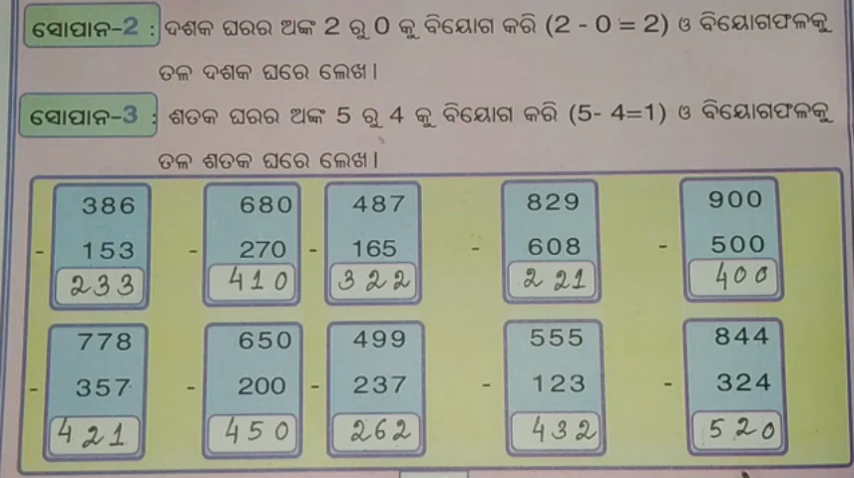 ସୋପାନ-2 : ଦଶକ ଘରର ଅଙ୍କ 2 ରୁ 0 କୁ ବିୟୋଗ କରି (2 - 0 = 2) ଓ ବିୟୋଗଫଳକୁ
ତଳ ଦଶକ ଘରେ ଲେଖ।
ସୋପାନ-3 : ଶତକ ଘରର ଅଙ୍କ 5 ରୁ 4 କୁ ବିୟୋଗ କରି (5- 4=1) ଓ ବିୟୋଗଫଳକୁ
ତଳ ଶତକ ଘରେ ଲେଖ।
386 680 487 829 900
- 153 - 270 - 165 - 608 - 500
233 410 322 221 400
778 650 499 555 844
- 357 - 200 - 237 - 123 - 324
421 450 262 432 520